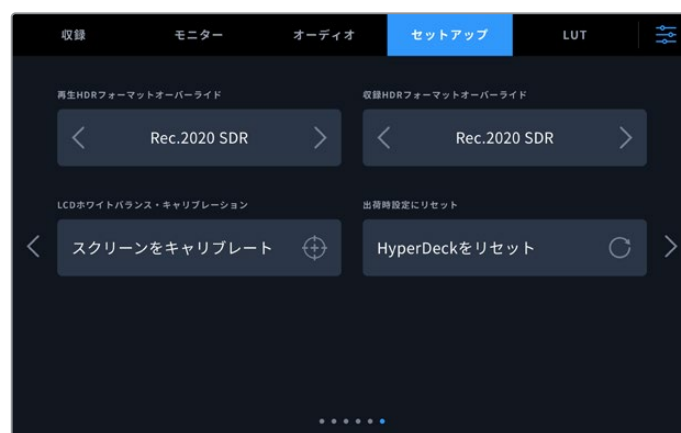 収録 モニター オーディオ セットアップ LUT
再生HDRフォーマットオーバーライド 収録HDRフォーマットオーバーライド
Rec.2020 SDR Rec.2020 SDR
LCDホワイトバランス・キャリブレーション 出荷時設定にリセット
スクリーンをキャリブレート HyperDeckをリセット